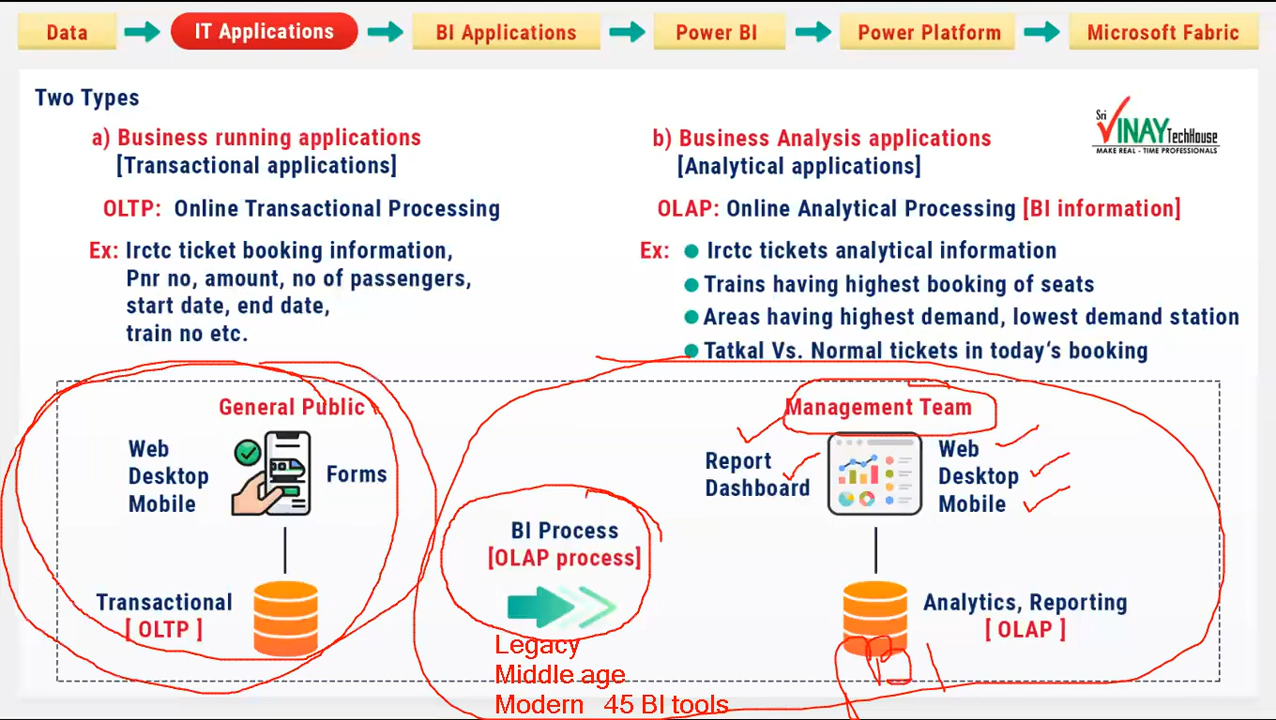 Data
IT Applications
BI Applications
Power BI
Power Platform
Microsoft Fabric
Two Types
a) Business running applications
[Transactional applications]
OLTP: Online Transactional Processing
Ex: Irctc ticket booking information,
Pnr no, amount, no of passengers,
start date, end date,
train no etc.
b) Business Analysis applications
[Analytical applications]
OLAP: Online Analytical Processing [BI information]
Ex: Irctc tickets analytical information
Trains having highest booking of seats
Areas having highest demand, lowest demand station
Tatkal Vs. Normal tickets in today's booking
Sri
VINAY TechHouse
MAKE REAL - TIME PROFESSIONALS
General Public
Web
Desktop
Mobile
Forms
Transactional
[ OLTP ]
BI Process
[OLAP process]
Legacy
Middle age
Modern 45 BI tools
Management Team
Report
Dashboard
Web
Desktop
Mobile
Analytics, Reporting
[ OLAP ]